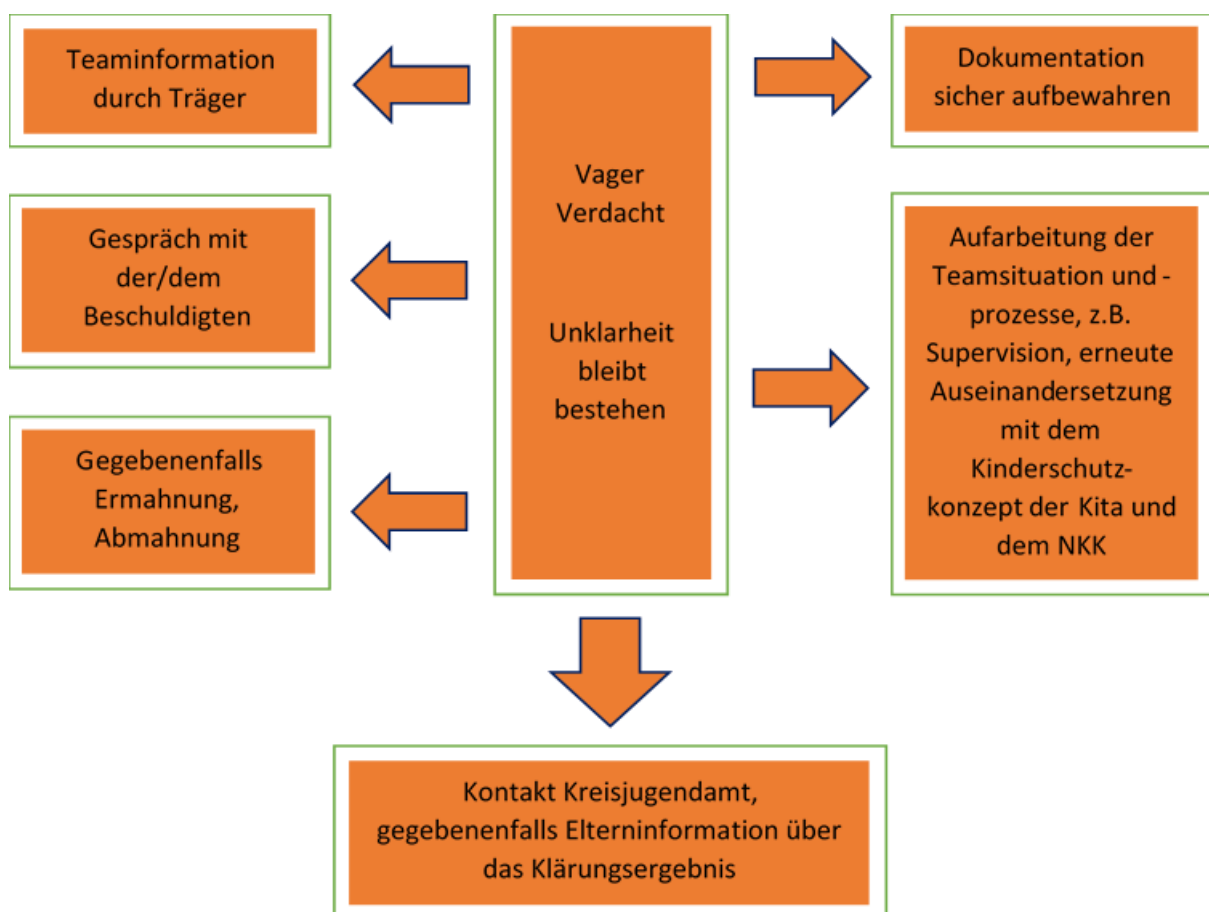 Teaminformation
durch Träger
Gespräch mit
der/dem
Beschuldigten
Gegebenenfalls
Ermahnung,
Abmahnung
Vager
Verdacht
Unklarheit
bleibt
bestehen
Dokumentation
sicher aufbewahren
Aufarbeitung der
Teamsituation und -
prozesse, z.B.
Supervision, erneute
Auseinandersetzung
mit dem
Kinderschutz-
konzept der Kita und
dem NKK
Kontakt Kreisjugendamt,
gegebenenfalls Elterninformation über
das Klärungsergebnis